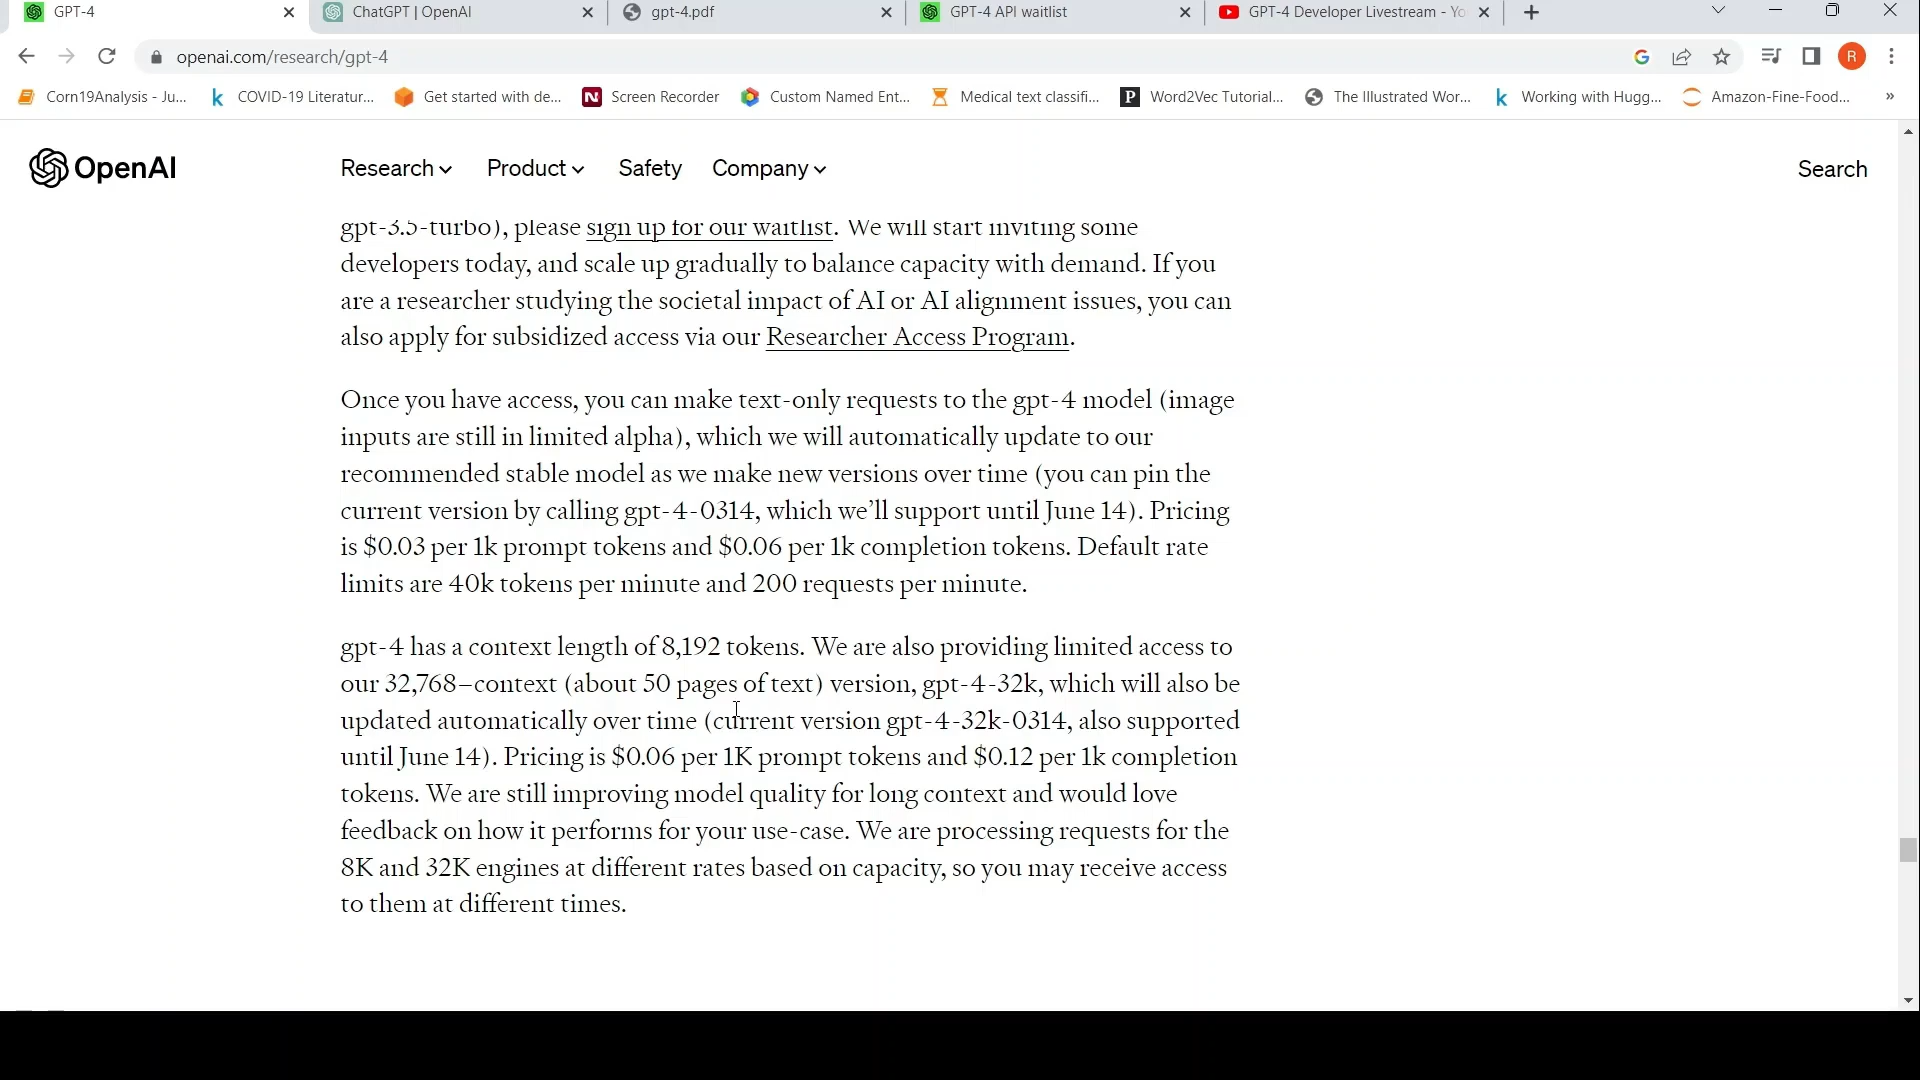 GPT-4
ChatGPT | OpenAI
gpt-4.pdf
GPT-4 API waitlist
GPT-4 Developer Livestream - Yo
openai.com/research/gpt-4
R
Corn19Analysis - Ju...
COVID-19 Literatur...
Get started with de...
Screen Recorder
Custom Named Ent...
Medical text classifi...
Word2Vec Tutorial...
The Illustrated Wor...
Working with Hugg...
Amazon-Fine-Food...
OpenAI
Research
Product
Safety
Company
Search
gpt-3.5-turbo), please sign up for our waitlist. We will start inviting some
developers today, and scale up gradually to balance capacity with demand. If you
are a researcher studying the societal impact of AI or AI alignment issues, you can
also apply for subsidized access via our Researcher Access Program.
Once you have access, you can make text-only requests to the gpt-4 model (image
inputs are still in limited alpha), which we will automatically update to our
recommended stable model as we make new versions over time (you can pin the
current version by calling gpt-4-0314, which we’ll support until June 14). Pricing
is $0.03 per 1k prompt tokens and $0.06 per 1k completion tokens. Default rate
limits are 40k tokens per minute and 200 requests per minute.
gpt-4 has a context length of 8,192 tokens. We are also providing limited access to
our 32,768–context (about 50 pages of text) version, gpt-4-32k, which will also be
updated automatically over time (current version gpt-4-32k-0314, also supported
until June 14). Pricing is $0.06 per 1K prompt tokens and $0.12 per 1k completion
tokens. We are still improving model quality for long context and would love
feedback on how it performs for your use-case. We are processing requests for the
8K and 32K engines at different rates based on capacity, so you may receive access
to them at different times.